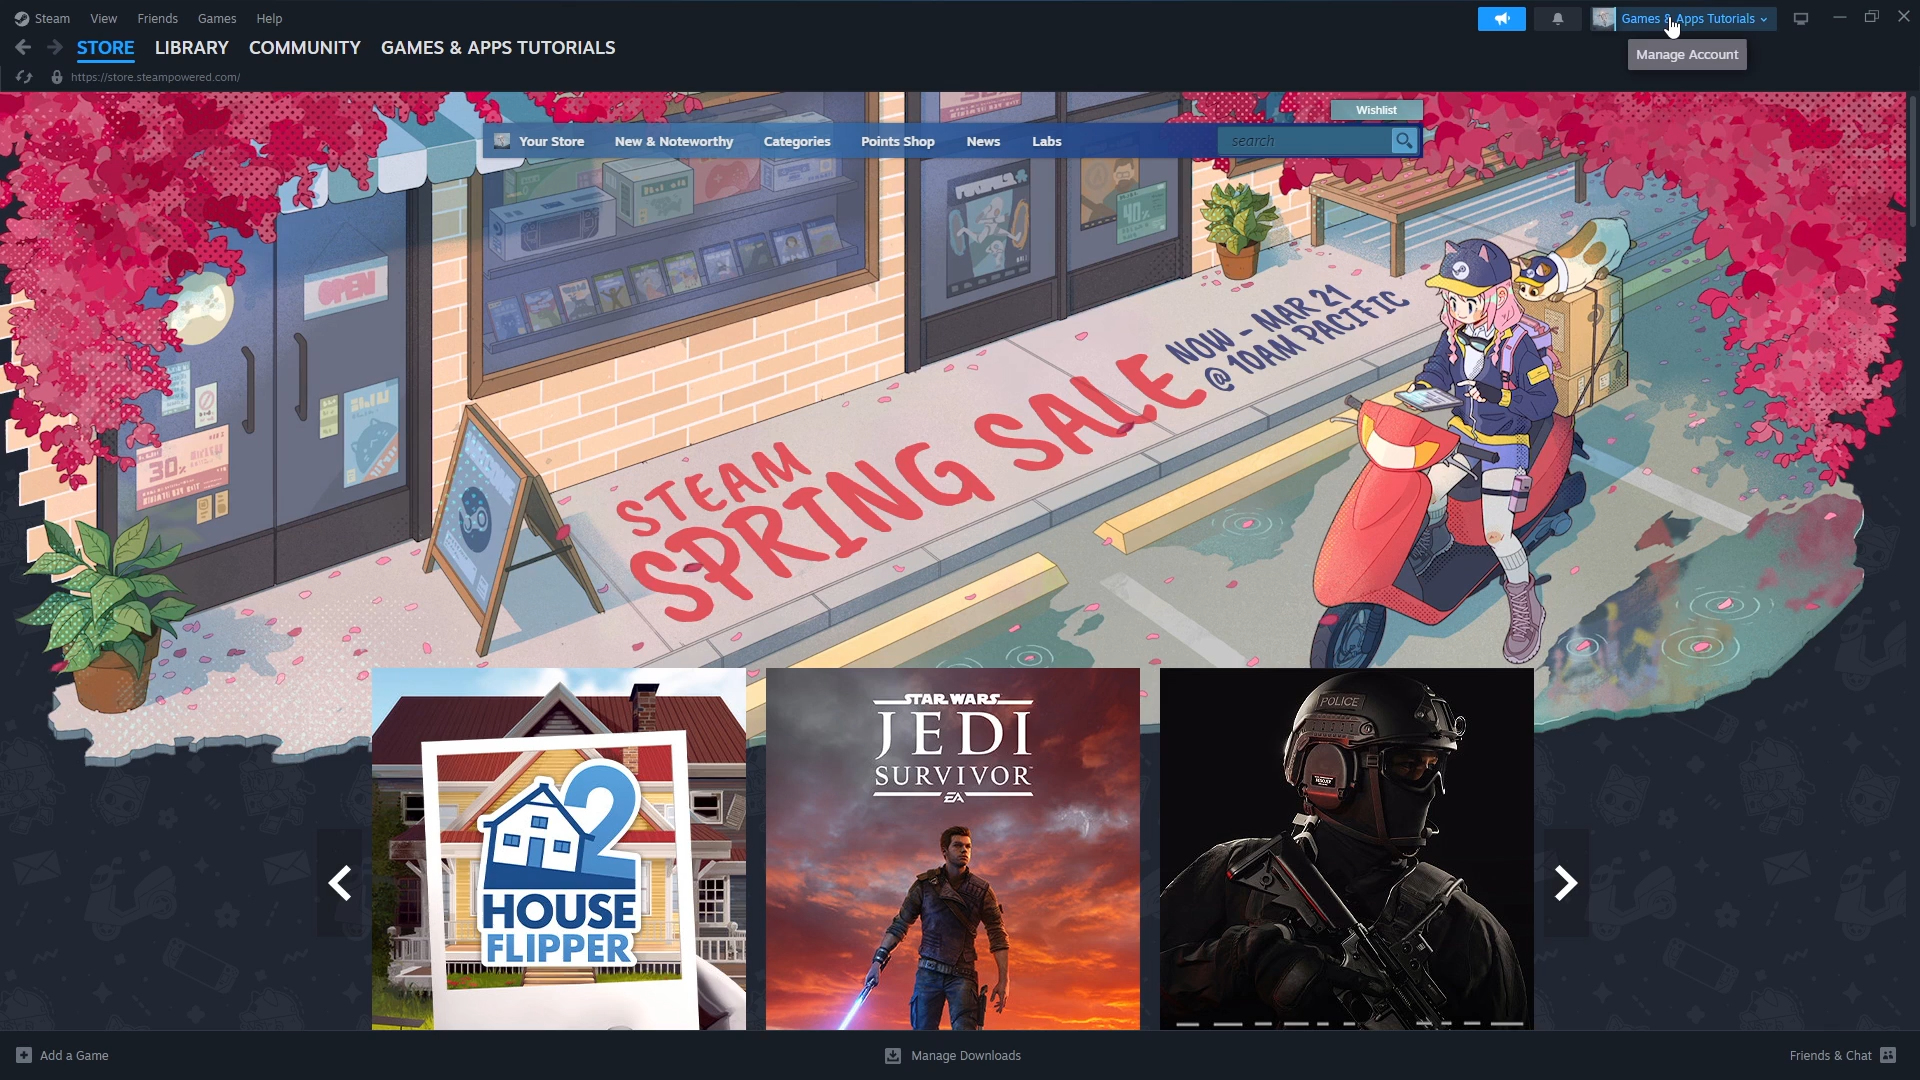 Steam View Friends Games Help
Games & Apps Tutorials
STORE LIBRARY COMMUNITY GAMES & APPS TUTORIALS
Manage Account
https://store.steampowered.com/
Wishlist
Your Store New & Noteworthy Categories Points Shop News Labs
search
OPEN
40%
30%
NOW - MAR 21
@ 10AM PACIFIC
STEAM
SPRING SALE
2
HOUSE
FLIPPER
STAR WARS
JEDI
SURVIVOR
EA
POLICE
Add a Game Manage Downloads Friends & Chat